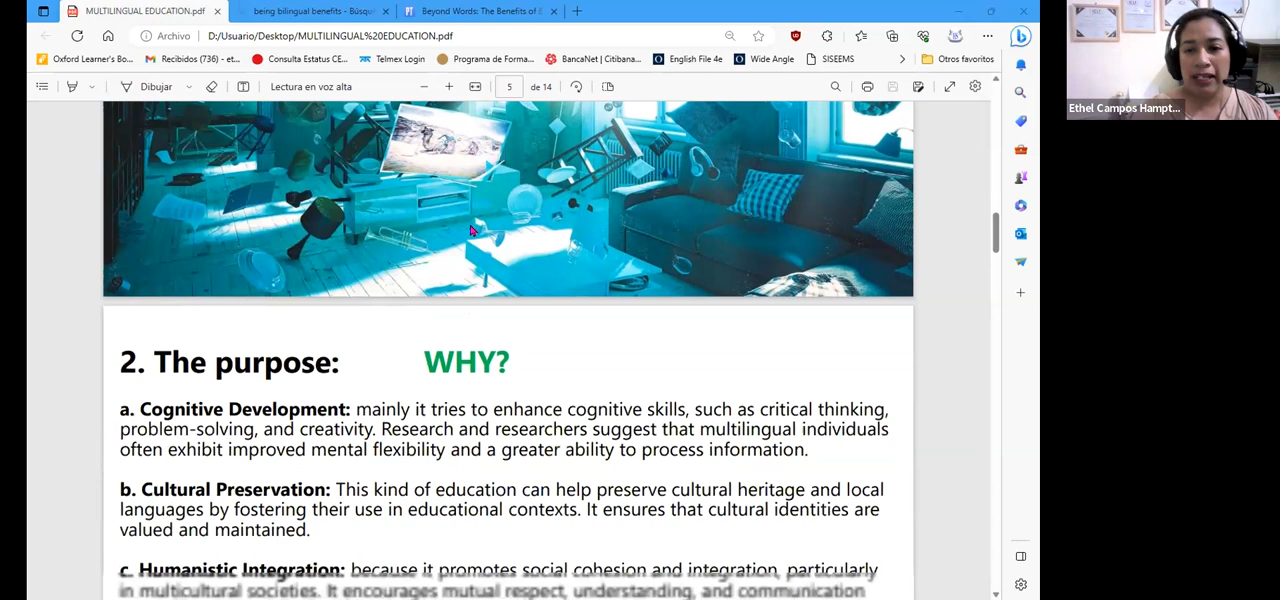 MULTILINGUAL EDUCATION.pdf
being bilingual benefits - Búsqu
Beyond Words: The Benefits of B
Archivo
D:/Usuario/Desktop/MULTILINGUAL%20EDUCATION.pdf
Oxford Learner's Bo...
Recibidos (736) - et...
Consulta Estatus CE...
Telmex Login
Programa de Forma...
BancaNet | Citibana...
English File 4e
Wide Angle
SISEEMS
Otros favoritos
Dibujar
Lectura en voz alta
5
de 14
Ethel Campos Hampt...
2. The purpose:
WHY?
a. Cognitive Development: mainly it tries to enhance cognitive skills, such as critical thinking,
problem-solving, and creativity. Research and researchers suggest that multilingual individuals
often exhibit improved mental flexibility and a greater ability to process information.
b. Cultural Preservation: This kind of education can help preserve cultural heritage and local
languages by fostering their use in educational contexts. It ensures that cultural identities are
valued and maintained.
c. Humanistic Integration: because it promotes social cohesion and integration, particularly
in multicultural societies. It encourages mutual respect, understanding, and communication